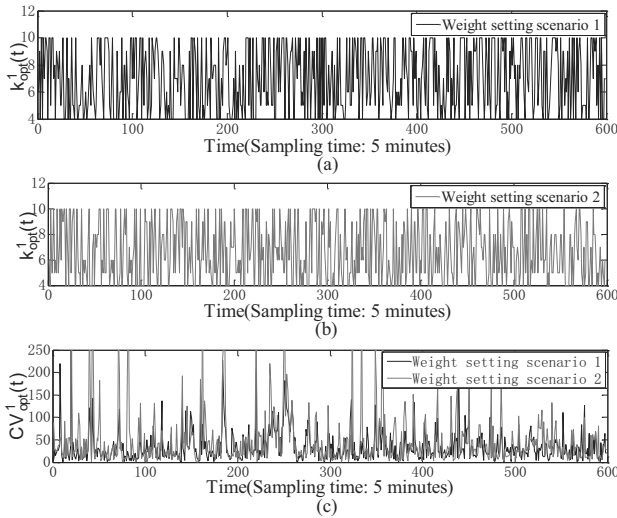 12
10
8
6
4
k¹opt(t)
Weight setting scenario 1
0 100 200 300 400 500 600
Time(Sampling time: 5 minutes)
(a)
12
10
8
6
4
k¹opt(t)
Weight setting scenario 2
100 200 300 400 500 600
Time(Sampling time: 5 minutes)
(b)
250
200
150
100
50
0
CV¹opt(t)
Weight setting scenario 1
Weight setting scenario 2
0 100 200 300 400 500 600
Time(Sampling time: 5 minutes)
(c)